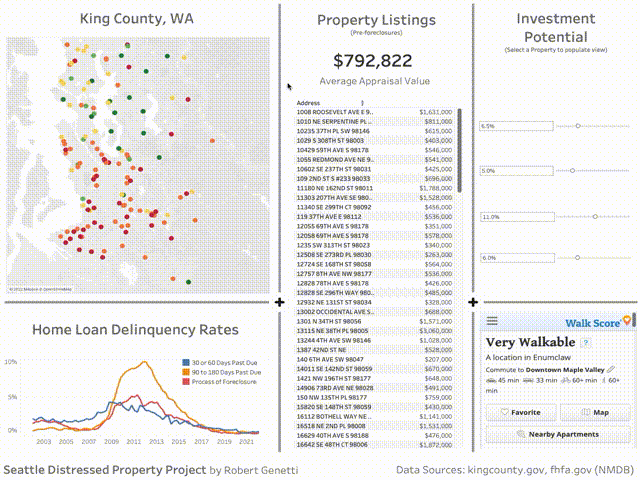 King County, WA
Property Listings
(Pre-foreclosures)
$792,822
Average Appraisal Value
Investment
Potential
(Select a Property to populate view)
6.5%
5.0%
11.0%
6.0%
Address
1008 ROOSEVELT AVE E 9.. $1,631,000
1010 NE SERPENTINE PL .. $811,000
10235 37TH PL SW 98146 $615,000
1029 S 308TH ST 98003 $403,000
10429 59TH AVE S 98178 $546,000
1055 REDMOND AVE NE 9.. $541,000
10602 SE 237TH ST 98031 $425,000
109 2ND ST S #233 98033 $696,000
11180 NE 162ND ST 98011 $1,788,000
11303 207TH AVE SE 980.. $1,528,000
11340 SE 299TH CT 98092 $456,000
119 37TH AVE E 98112 $536,000
12055 69TH AVE S 98178 $351,000
12058 69TH AVE S 98178 $578,000
1235 SW 313TH ST 98023 $340,000
12508 SE 273RD PL 98030 $263,000
12724 SE 168TH ST 98058 $564,000
12757 8TH AVE NW 98177 $536,000
12828 78TH AVE S 98178 $426,000
12828 SE 296TH WAY 980.. $485,000
12932 NE 131ST ST 98034 $328,000
13002 OCCIDENTAL AVE S.. $688,000
1301 N 34TH ST 98056 $1,571,000
13115 NE 38TH PL 98005 $3,060,000
13244 4TH AVE SW 98146 $1,028,000
1387 42ND ST NE $528,000
140 SW 116TH ST 98146 $207,000
14011 SE 142ND ST 98059 $670,000
1421 NW 196TH ST 98177 $648,000
14906 73RD AVE NE 98028 $491,000
150 NW 135TH PL 98177 $759,000
15820 SE 148TH ST 98059 $430,000
16112 BOTHELL WAY NE.. $1,141,000
16518 NE 2ND PL 98008 $1,531,000
16629 40TH AVE S 98188 $476,000
16642 SE 48TH CT 98006 $1,872,000
Home Loan Delinquency Rates
10%
5%
0%
30 or 60 Days Past Due
90 to 180 Days Past Due
Process of Foreclosure
2003 2005 2007 2009 2011 2013 2015 2017 2019 2021
Walk Score
Very Walkable ?
A location in Enumclaw
Commute to Downtown Maple Valley
45 min 33 min 60+ min 60+
min
Favorite Map
Nearby Apartments
Seattle Distressed Property Project by Robert Genetti
Data Sources: kingcounty.gov, fhfa.gov (NMDB)